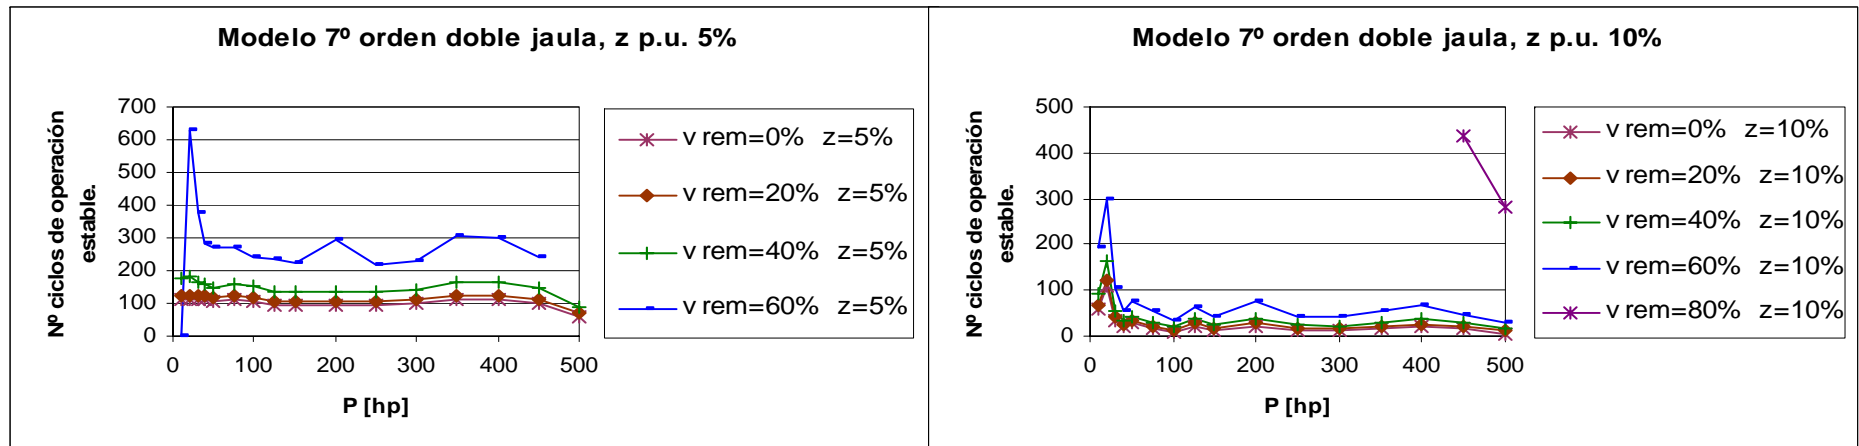 Modelo 7º orden doble jaula, z p.u. 5%
Nº ciclos de operación
estable.
700
600
500
400
300
200
100
0
0
100
200
300
400
500
P [hp]
v rem=0% z=5%
v rem=20% z=5%
v rem=40% z=5%
v rem=60% z=5%
Modelo 7º orden doble jaula, z p.u. 10%
Nº ciclos de operación
estable.
500
400
300
200
100
0
0
100
200
300
400
500
P [hp]
v rem=0% z=10%
v rem=20% z=10%
v rem=40% z=10%
v rem=60% z=10%
v rem=80% z=10%